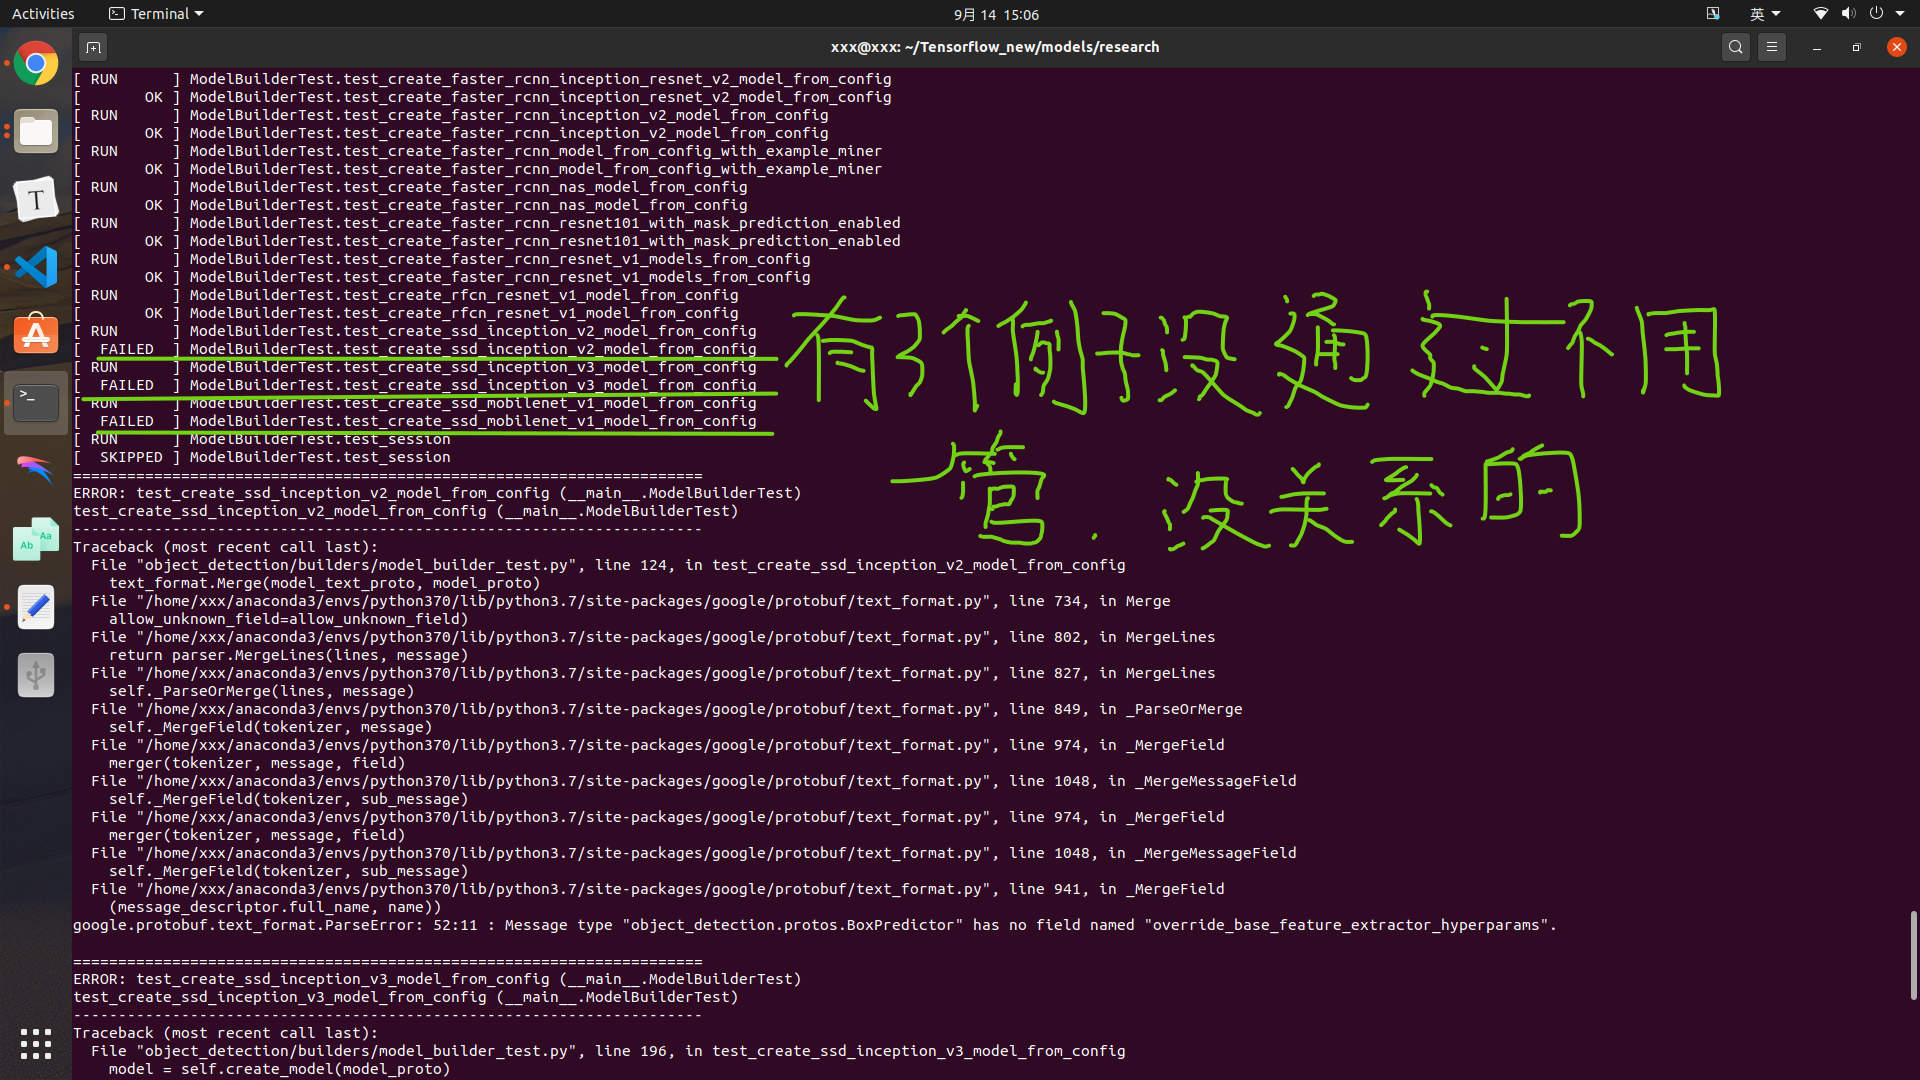 Activities
Terminal
9月 14 15:06
英
xxx@xxx: ~/Tensorflow_new/models/research
[ RUN      ] ModelBuilderTest.test_create_faster_rcnn_inception_resnet_v2_model_from_config
[       OK ] ModelBuilderTest.test_create_faster_rcnn_inception_resnet_v2_model_from_config
[ RUN      ] ModelBuilderTest.test_create_faster_rcnn_inception_v2_model_from_config
[       OK ] ModelBuilderTest.test_create_faster_rcnn_inception_v2_model_from_config
[ RUN      ] ModelBuilderTest.test_create_faster_rcnn_model_from_config_with_example_miner
[       OK ] ModelBuilderTest.test_create_faster_rcnn_model_from_config_with_example_miner
[ RUN      ] ModelBuilderTest.test_create_faster_rcnn_nas_model_from_config
[       OK ] ModelBuilderTest.test_create_faster_rcnn_nas_model_from_config
[ RUN      ] ModelBuilderTest.test_create_faster_rcnn_resnet101_with_mask_prediction_enabled
[       OK ] ModelBuilderTest.test_create_faster_rcnn_resnet101_with_mask_prediction_enabled
[ RUN      ] ModelBuilderTest.test_create_faster_rcnn_resnet_v1_models_from_config
[       OK ] ModelBuilderTest.test_create_faster_rcnn_resnet_v1_models_from_config
[ RUN      ] ModelBuilderTest.test_create_rfcn_resnet_v1_model_from_config
[       OK ] ModelBuilderTest.test_create_rfcn_resnet_v1_model_from_config
[ RUN      ] ModelBuilderTest.test_create_ssd_inception_v2_model_from_config
[  FAILED  ] ModelBuilderTest.test_create_ssd_inception_v2_model_from_config
[ RUN      ] ModelBuilderTest.test_create_ssd_inception_v3_model_from_config
[  FAILED  ] ModelBuilderTest.test_create_ssd_inception_v3_model_from_config
[ RUN      ] ModelBuilderTest.test_create_ssd_mobilenet_v1_model_from_config
[  FAILED  ] ModelBuilderTest.test_create_ssd_mobilenet_v1_model_from_config
[ RUN      ] ModelBuilderTest.test_session
[  SKIPPED ] ModelBuilderTest.test_session
有3个例子没通过不用
管.没关系的
======================================================================
ERROR: test_create_ssd_inception_v2_model_from_config (__main__.ModelBuilderTest)
test_create_ssd_inception_v2_model_from_config (__main__.ModelBuilderTest)
----------------------------------------------------------------------
Traceback (most recent call last):
  File "object_detection/builders/model_builder_test.py", line 124, in test_create_ssd_inception_v2_model_from_config
    text_format.Merge(model_text_proto, model_proto)
  File "/home/xxx/anaconda3/envs/python370/lib/python3.7/site-packages/google/protobuf/text_format.py", line 734, in Merge
    allow_unknown_field=allow_unknown_field)
  File "/home/xxx/anaconda3/envs/python370/lib/python3.7/site-packages/google/protobuf/text_format.py", line 802, in MergeLines
    return parser.MergeLines(lines, message)
  File "/home/xxx/anaconda3/envs/python370/lib/python3.7/site-packages/google/protobuf/text_format.py", line 827, in MergeLines
    self._ParseOrMerge(lines, message)
  File "/home/xxx/anaconda3/envs/python370/lib/python3.7/site-packages/google/protobuf/text_format.py", line 849, in _ParseOrMerge
    self._MergeField(tokenizer, message)
  File "/home/xxx/anaconda3/envs/python370/lib/python3.7/site-packages/google/protobuf/text_format.py", line 974, in _MergeField
    merger(tokenizer, message, field)
  File "/home/xxx/anaconda3/envs/python370/lib/python3.7/site-packages/google/protobuf/text_format.py", line 1048, in _MergeMessageField
    self._MergeField(tokenizer, sub_message)
  File "/home/xxx/anaconda3/envs/python370/lib/python3.7/site-packages/google/protobuf/text_format.py", line 974, in _MergeField
    merger(tokenizer, message, field)
  File "/home/xxx/anaconda3/envs/python370/lib/python3.7/site-packages/google/protobuf/text_format.py", line 1048, in _MergeMessageField
    self._MergeField(tokenizer, sub_message)
  File "/home/xxx/anaconda3/envs/python370/lib/python3.7/site-packages/google/protobuf/text_format.py", line 941, in _MergeField
    (message_descriptor.full_name, name))
google.protobuf.text_format.ParseError: 52:11 : Message type "object_detection.protos.BoxPredictor" has no field named "override_base_feature_extractor_hyperparams".
======================================================================
ERROR: test_create_ssd_inception_v3_model_from_config (__main__.ModelBuilderTest)
test_create_ssd_inception_v3_model_from_config (__main__.ModelBuilderTest)
----------------------------------------------------------------------
Traceback (most recent call last):
  File "object_detection/builders/model_builder_test.py", line 196, in test_create_ssd_inception_v3_model_from_config
    model = self.create_model(model_proto)